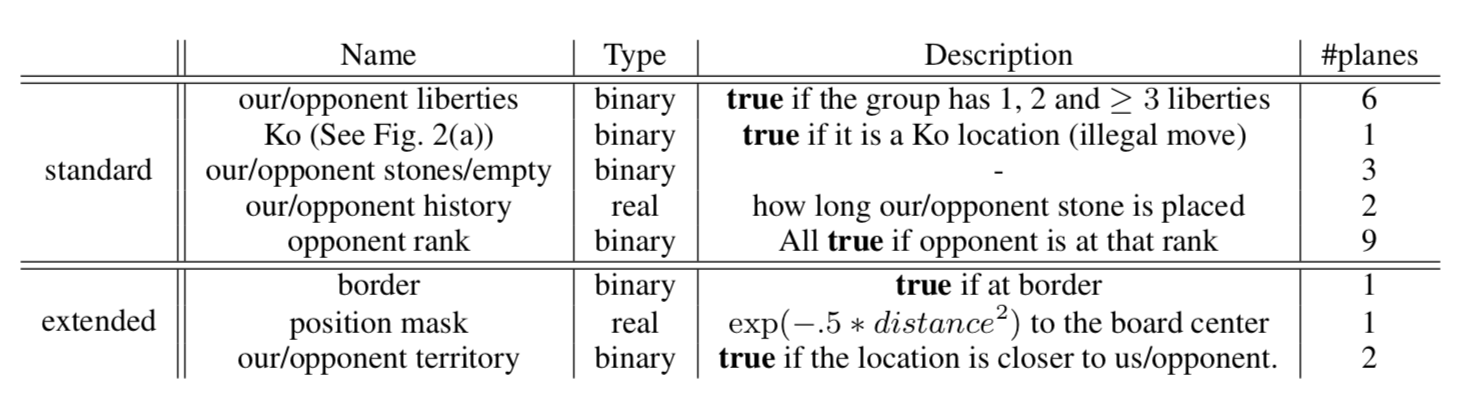 Name Type Description #planes
our/opponent liberties binary true if the group has 1, 2 and ≥ 3 liberties 6
Ko (See Fig. 2(a)) binary true if it is a Ko location (illegal move) 1
standard our/opponent stones/empty binary - 3
our/opponent history real how long our/opponent stone is placed 2
opponent rank binary All true if opponent is at that rank 9
border binary true if at border 1
extended position mask real exp(−.5 ∗ distance²) to the board center 1
our/opponent territory binary true if the location is closer to us/opponent. 2